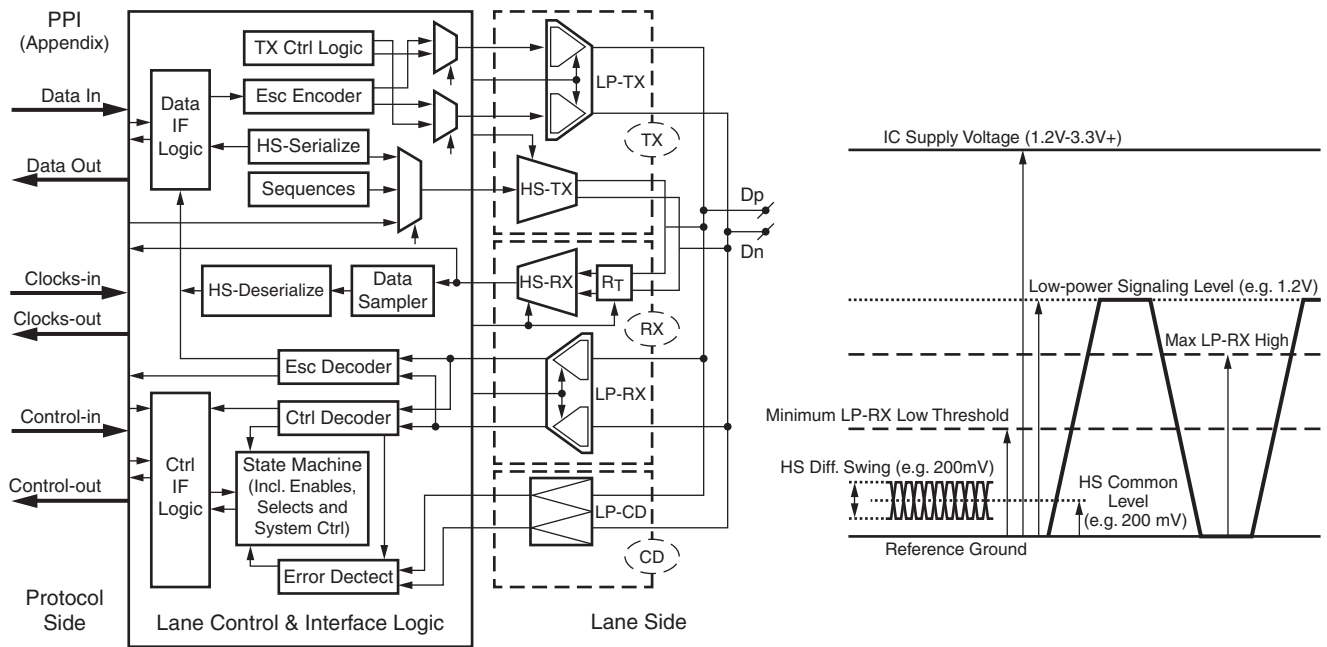 PPI
(Appendix)
Data In
Data Out
Clocks-in
Clocks-out
Control-in
Control-out
Protocol
Side
TX Ctrl Logic
Esc Encoder
Data
IF
Logic
HS-Serialize
Sequences
HS-Deserialize
Data
Sampler
Esc Decoder
Ctrl Decoder
Ctrl
IF
Logic
State Machine
(Incl. Enables,
Selects and
System Ctrl)
Error Dectect
Lane Control & Interface Logic
LP-TX
TX
HS-TX
HS-RX
RT
RX
LP-RX
LP-CD
CD
Lane Side
Dp
Dn
IC Supply Voltage (1.2V-3.3V+)
Low-power Signaling Level (e.g. 1.2V)
Max LP-RX High
Minimum LP-RX Low Threshold
HS Diff. Swing (e.g. 200mV)
HS Common
Level
(e.g. 200 mV)
Reference Ground